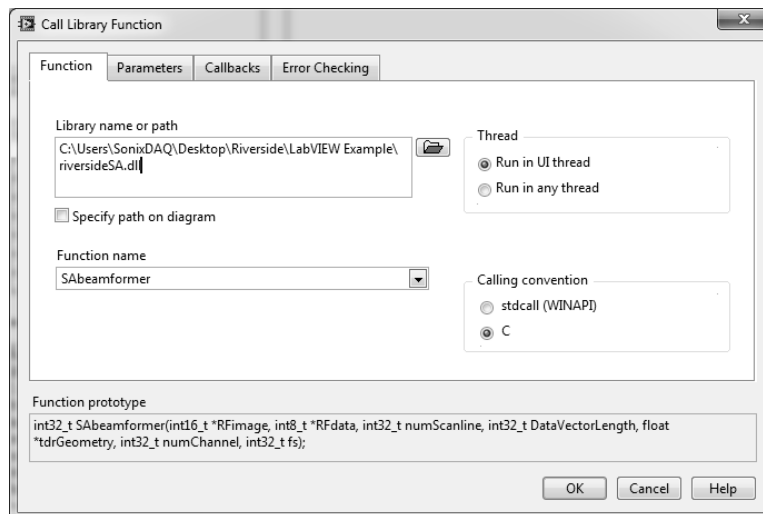 Call Library Function
Function
Parameters
Callbacks
Error Checking
Library name or path
C:\Users\SonixDAQ\Desktop\Riverside\LabVIEW Example\
riversideSA.dll
Specify path on diagram
Thread
Run in UI thread
Run in any thread
Function name
SAbeamformer
Calling convention
stdcall (WINAPI)
C
Function prototype
int32_t SAbeamformer(int16_t *RFimage, int8_t *RFdata, int32_t numScanline, int32_t DataVectorLength, float
*tdrGeometry, int32_t numChannel, int32_t fs);
OK
Cancel
Help